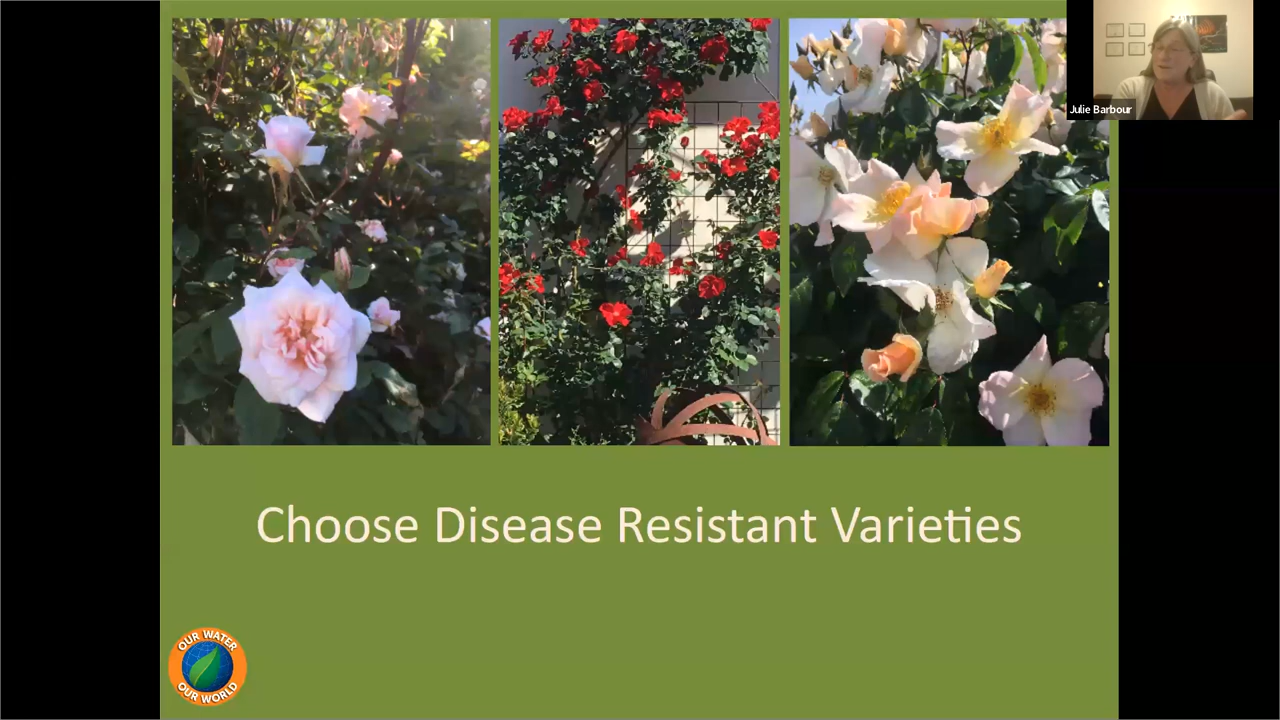 Julie Barbour
Choose Disease Resistant Varieties
OUR WATER
OUR WORLD